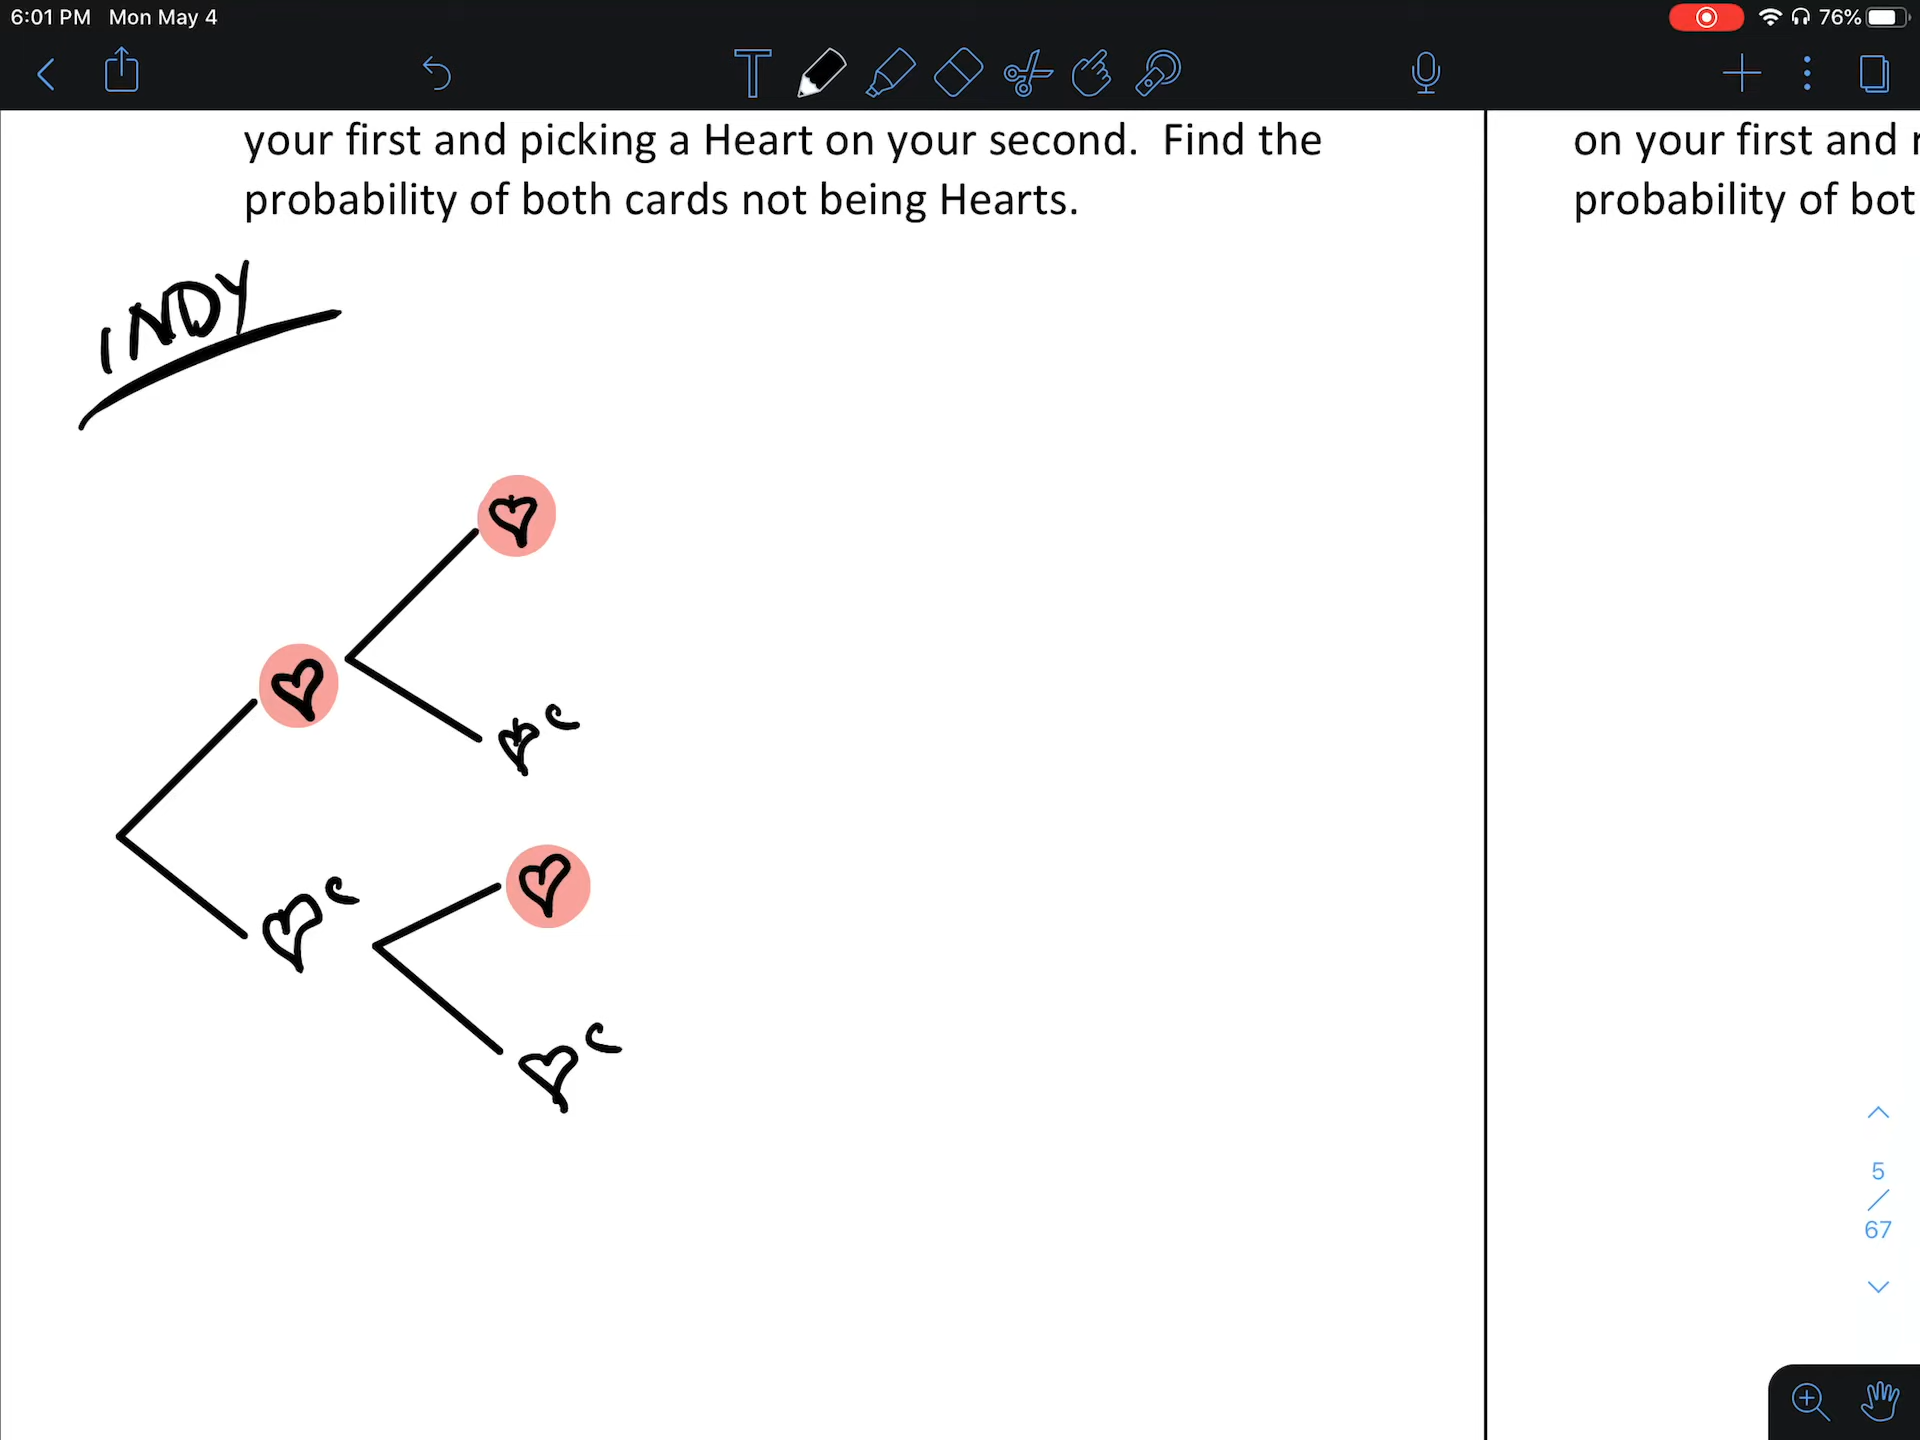 6:01 PM Mon May 4
76%
T
your first and picking a Heart on your second. Find the
probability of both cards not being Hearts.
on your first and
probability of bot
INDY
c
c
c
5
/
67